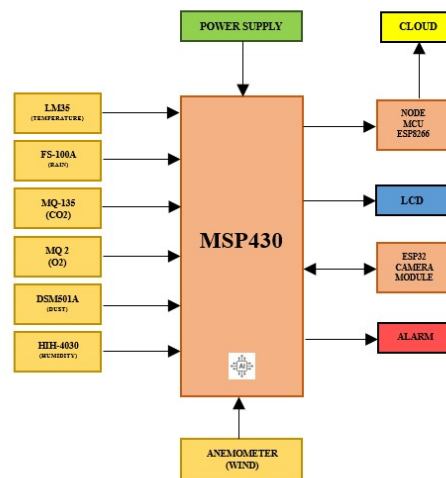 POWER SUPPLY
CLOUD
LM35
(TEMPERATURE)
NODE
MCU
ESP8266
FS-100A
(RAIN)
MQ-135
(CO2)
LCD
MSP430
MQ 2
(O2)
ESP32
CAMERA
MODULE
DSM501A
(DUST)
ALARM
HIH-4030
(HUMIDITY)
AI
ANEMOMETER
(WIND)